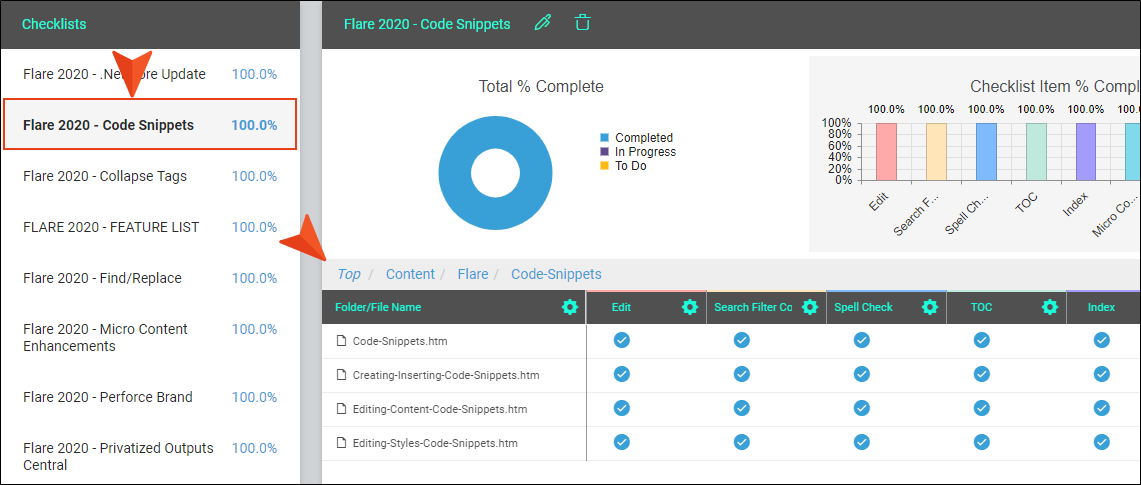 Checklists
Flare 2020 - .Ne ore Update 100.0%
Flare 2020 - Code Snippets 100.0%
Flare 2020 - Collapse Tags 100.0%
FLARE 2020 - FEATURE LIST 100.0%
Flare 2020 - Find/Replace 100.0%
Flare 2020 - Micro Content 100.0%
Enhancements
Flare 2020 - Perforce Brand 100.0%
Flare 2020 - Privatized Outputs 100.0%
Central
Flare 2020 - Code Snippets
Total % Complete
Completed
In Progress
To Do
Checklist Item % Compl
100.0% 100.0% 100.0% 100.0% 100.0% 100.0%
100%
80%
60%
40%
20%
0%
Edit
Search F...
Spell Ch...
TOC
Index
Micro Co...
Top / Content / Flare / Code-Snippets
Folder/File Name Edit Search Filter Co Spell Check TOC Index
Code-Snippets.htm
Creating-Inserting-Code-Snippets.htm
Editing-Content-Code-Snippets.htm
Editing-Styles-Code-Snippets.htm